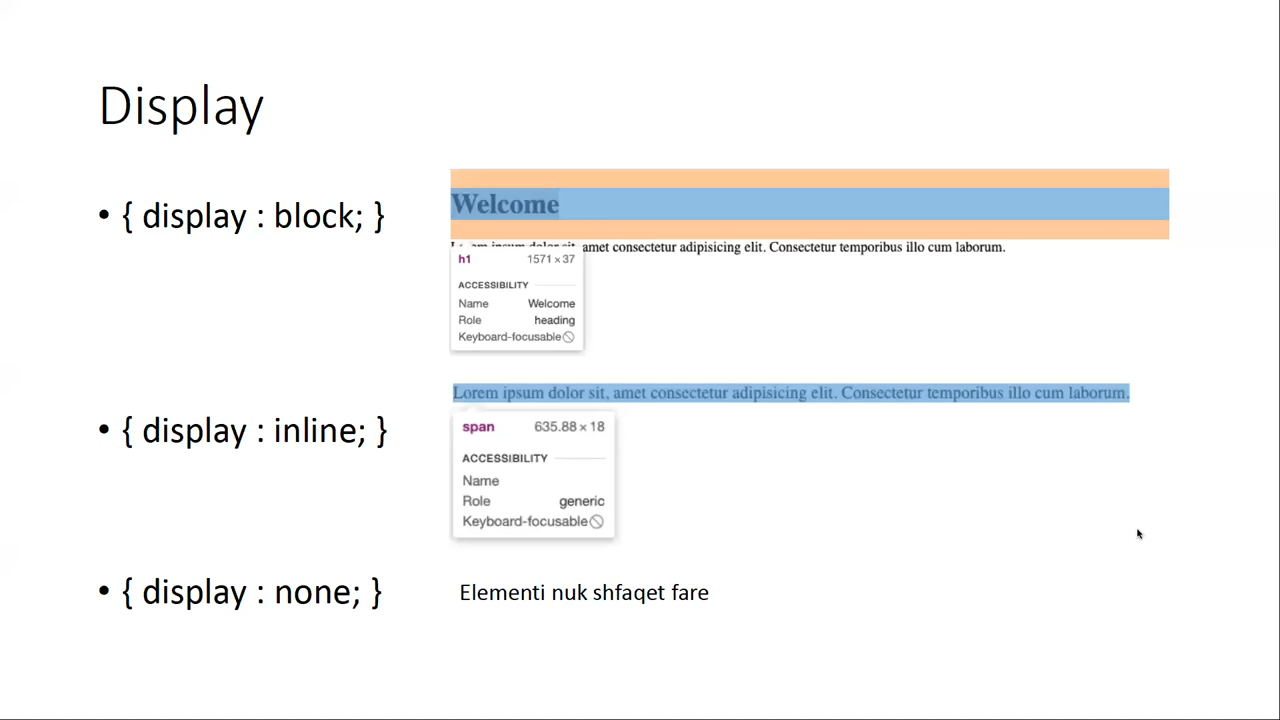 Display
• { display : block; }
Welcome
amet consectetur adipisicing elit. Consectetur temporibus illo cum laborum.
h1 1571 × 37
ACCESSIBILITY
Name Welcome
Role heading
Keyboard-focusable
• { display : inline; }
Lorem ipsum dolor sit, amet consectetur adipisicing elit. Consectetur temporibus illo cum laborum.
span 635.88 × 18
ACCESSIBILITY
Name
Role generic
Keyboard-focusable
• { display : none; }
Elementi nuk shfaqet fare